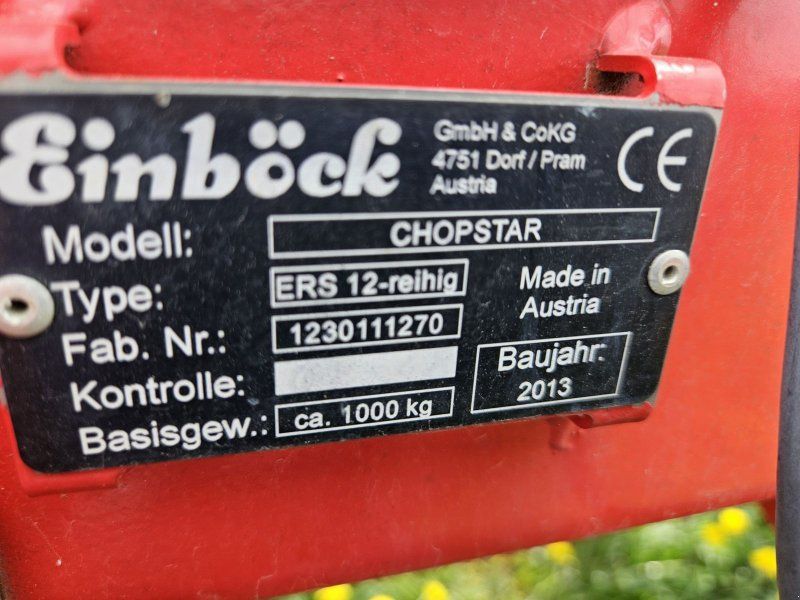 Einböck
GmbH & CoKG
4751 Dorf / Pram
Austria
CE
Modell: CHOPSTAR
Type: ERS 12-reihig
Fab. Nr.: 1230111270
Kontrolle:
Basisgew.: ca. 1000 kg
Made in
Austria
Baujahr:
2013